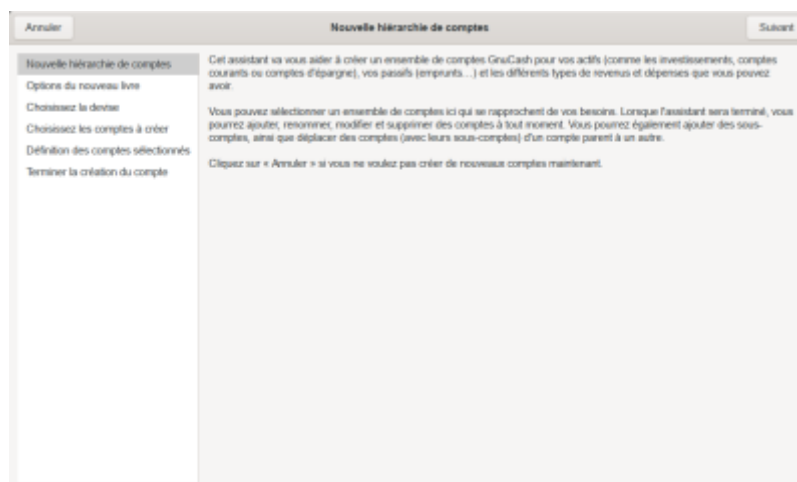 Annuler
Nouvelle hiérarchie de comptes
Suivant
Nouvelle hiérarchie de comptes
Options du nouveau livre
Choisissez la devise
Choisissez les comptes à créer
Définition des comptes sélectionnés
Terminer la création du compte
Cet assistant va vous aider à créer un ensemble de comptes GnuCash pour vos actifs (comme les investissements, comptes
courants ou comptes d'épargne), vos passifs (emprunts…) et les différents types de revenus et dépenses que vous pouvez
avoir.
Vous pouvez sélectionner un ensemble de comptes ici qui se rapprochent de vos besoins. Lorsque l'assistant sera terminé, vous
pourrez ajouter, renommer, modifier et supprimer des comptes à tout moment. Vous pourrez également ajouter des sous-
comptes, ainsi que déplacer des comptes (avec leurs sous-comptes) d'un compte parent à un autre.
Cliquez sur « Annuler » si vous ne voulez pas créer de nouveaux comptes maintenant.